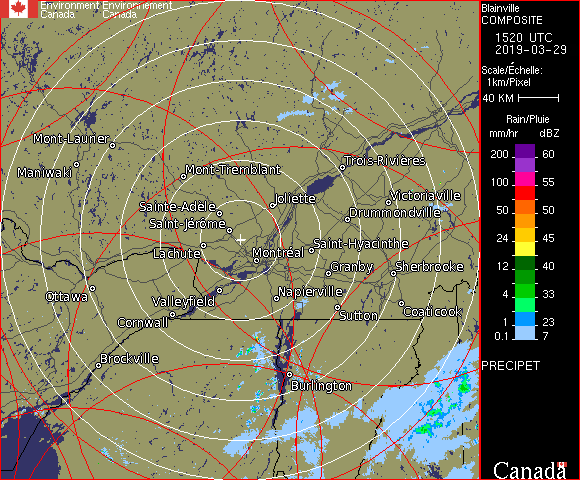 Environment Environnement
Canada Canada
Blainville
COMPOSITE
1520 UTC
2019-03-29
Scale/Échelle:
1km/Pixel
40 KM
Rain/Pluie
mm/hr dBZ
200 60
100 55
50 50
24 45
12 40
4 33
1 23
0.1 7
PRECIPET
Canada
Mont-Laurier
Maniwaki
Mont-Tremblant
Trois-Rivières
Joliette
Victoriaville
Sainte-Adèle
Drummondville
Saint-Jérôme
Saint-Hyacinthe
Lachute
Montréal
Granby
Sherbrooke
Ottawa
Valleyfield
Napierville
Cornwall
Sutton
Coaticook
Brockville
Burlington